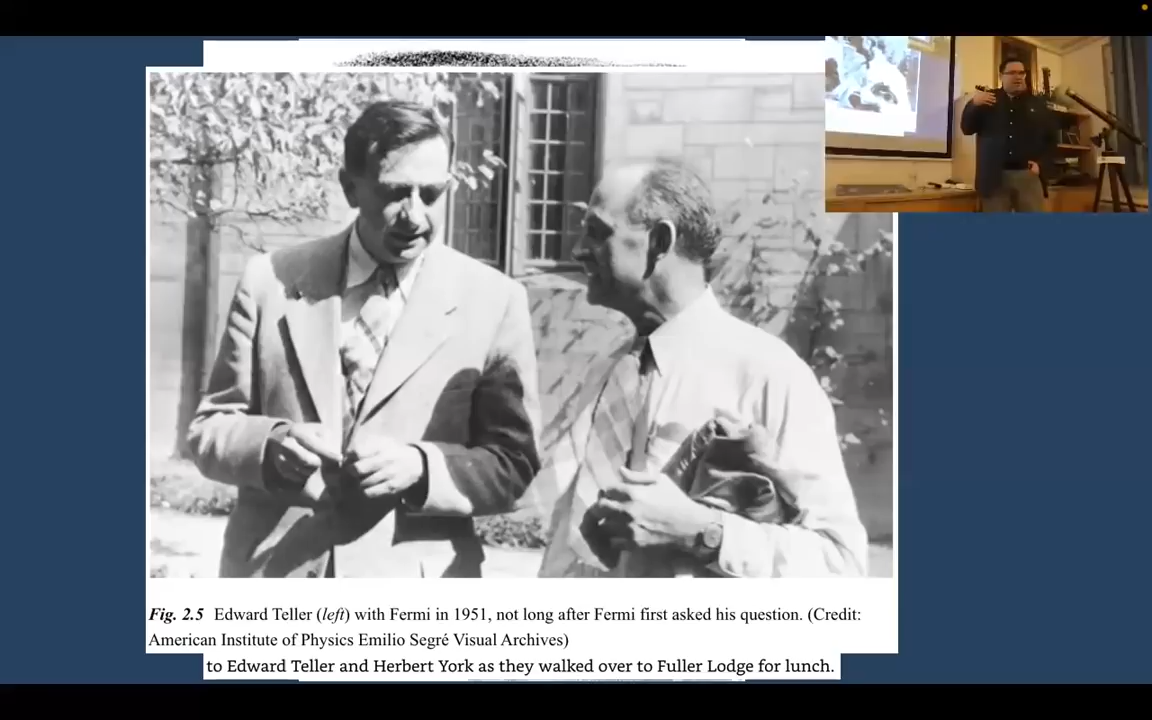 Fig. 2.5 Edward Teller (left) with Fermi in 1951, not long after Fermi first asked his question. (Credit:
American Institute of Physics Emilio Segré Visual Archives)
to Edward Teller and Herbert York as they walked over to Fuller Lodge for lunch.